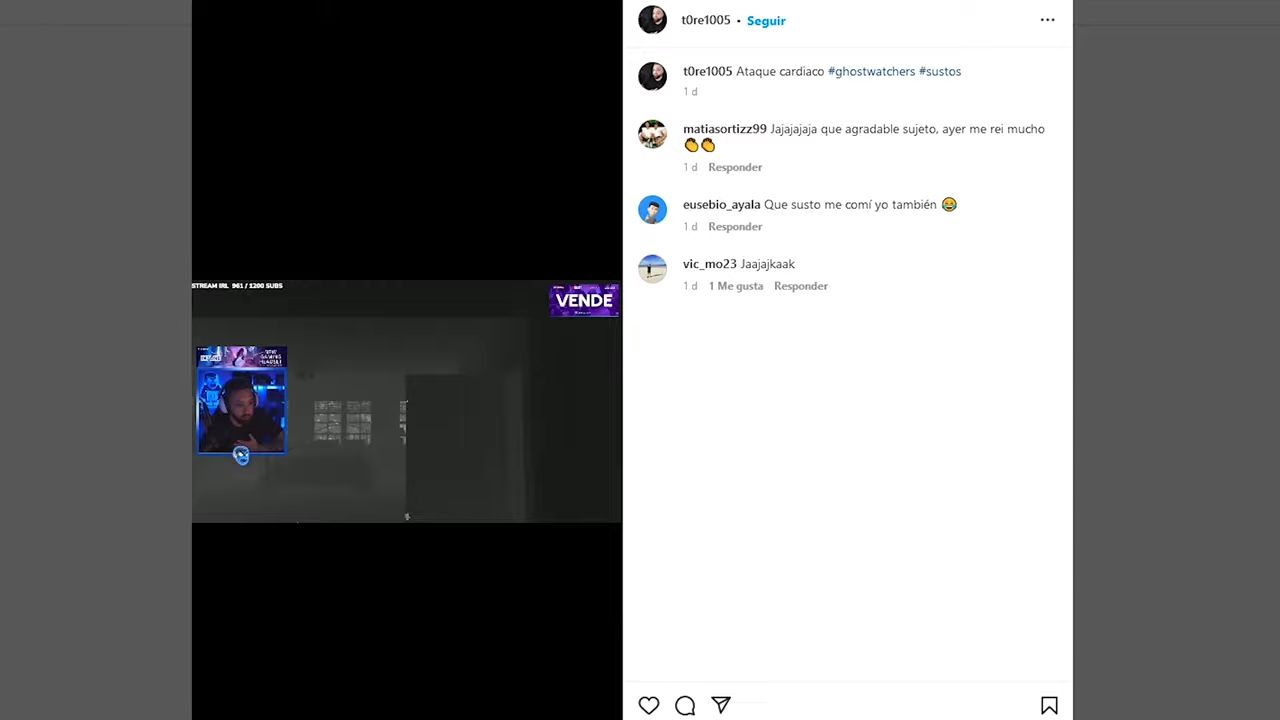 t0re1005 • Seguir
t0re1005 Ataque cardiaco #ghostwatchers #sustos
1 d
matiasortizz99 Jajajajaja que agradable sujeto, ayer me rei mucho
👏👏
1 d Responder
eusebio_ayala Que susto me comí yo también 😂
1 d Responder
vic_mo23 Jaajajkaak
1 d 1 Me gusta Responder
STREAM IRL 961 / 1200 SUBS
VENDE